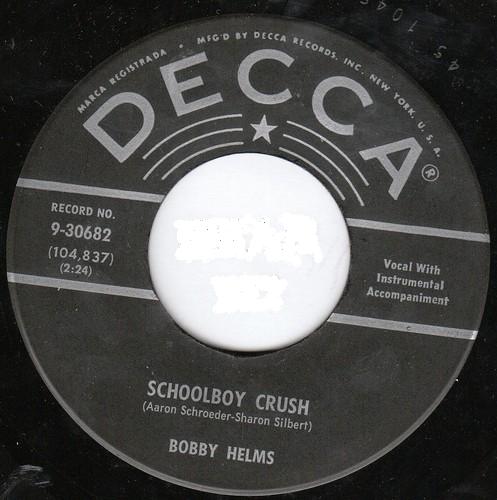 MARCA REGISTRADA • MFG'D BY DECCA RECORDS, INC. NEW YORK, U. S. A.
DECCA®
RECORD NO.
9-30682
(104,837)
(2:24)
Vocal With
Instrumental
Accompaniment
SCHOOLBOY CRUSH
(Aaron Schroeder-Sharon Silbert)
BOBBY HELMS